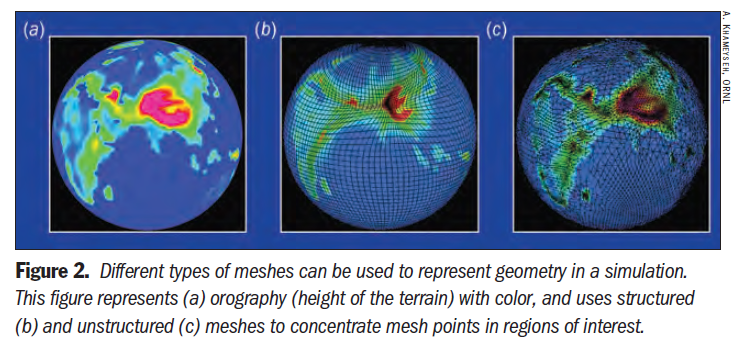 (a)
(b)
(c)
A. KHAMEYSEH, ORNL
Figure 2. Different types of meshes can be used to represent geometry in a simulation.
This figure represents (a) orography (height of the terrain) with color, and uses structured
(b) and unstructured (c) meshes to concentrate mesh points in regions of interest.